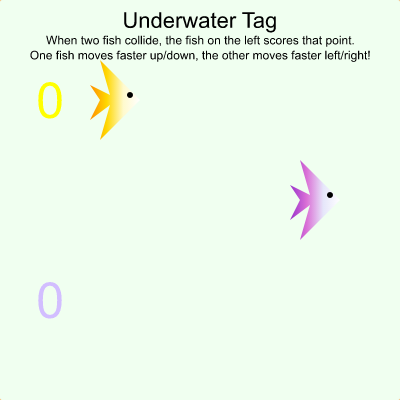 Underwater Tag
When two fish collide, the fish on the left scores that point.
One fish moves faster up/down, the other moves faster left/right!
0
0